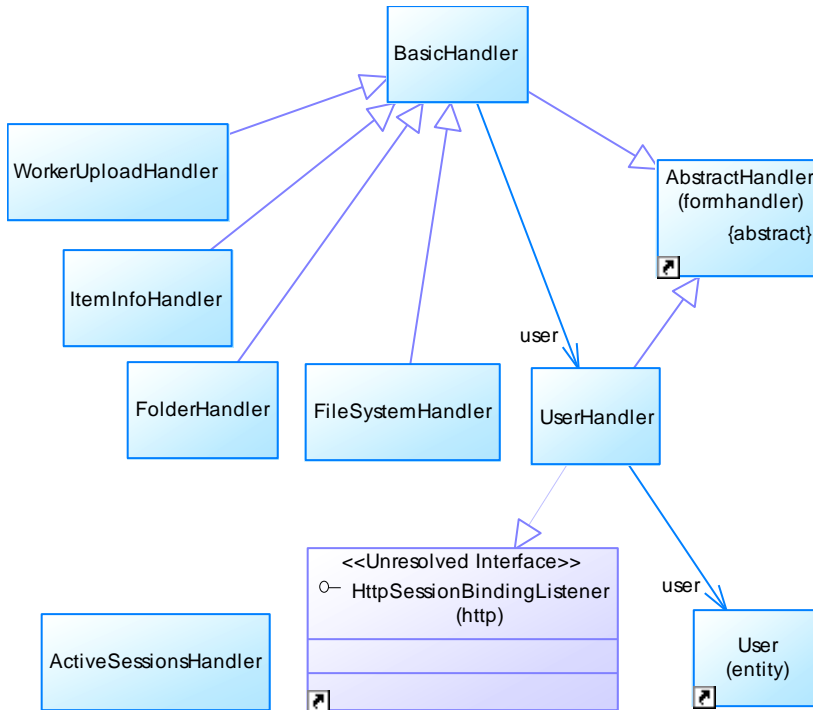 BasicHandler
WorkerUploadHandler
AbstractHandler
(formhandler)
{abstract}
ItemInfoHandler
user
FolderHandler
FileSystemHandler
UserHandler
<<Unresolved Interface>>
HttpSessionBindingListener
(http)
user
ActiveSessionsHandler
User
(entity)